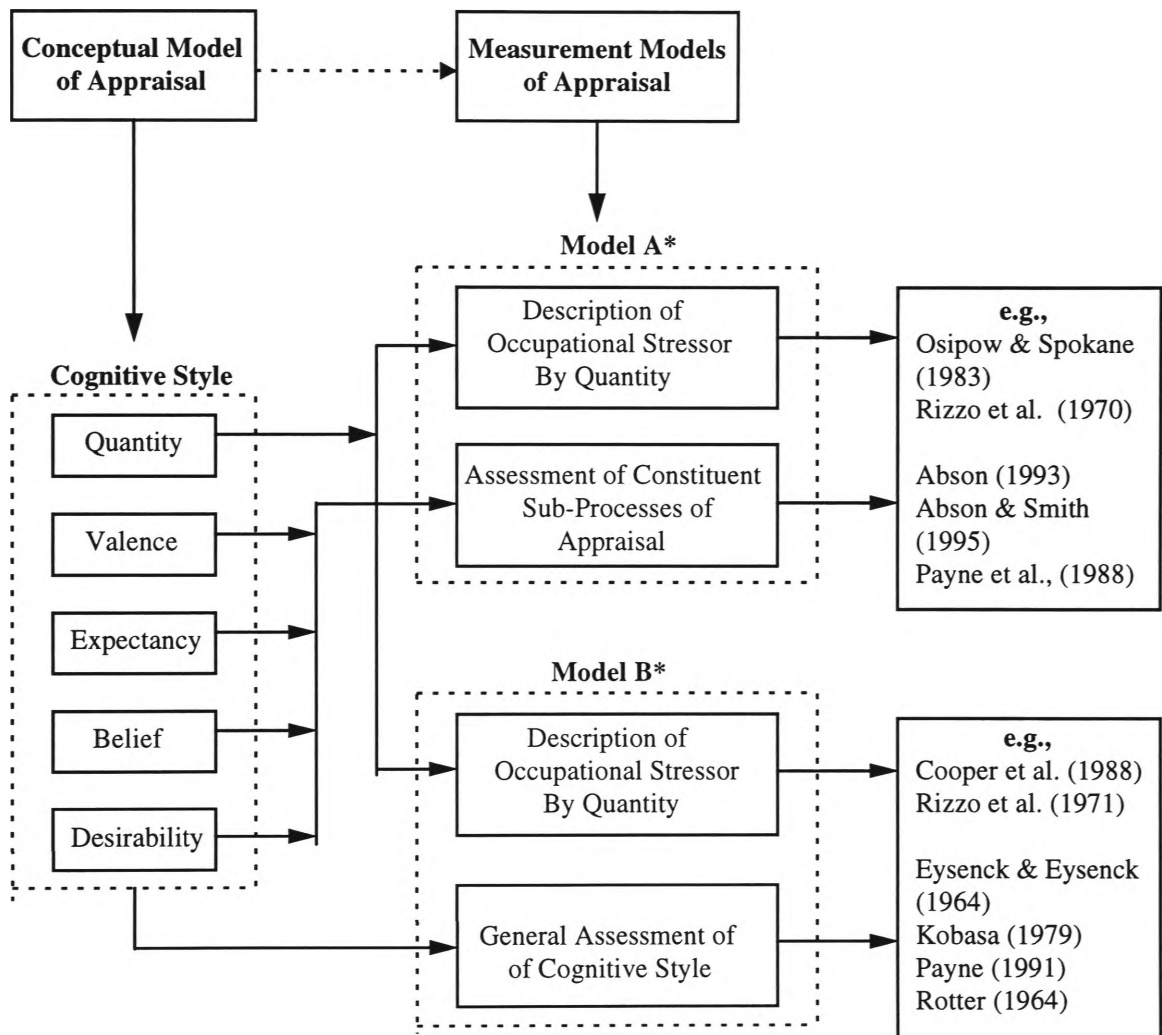 Conceptual Model
of Appraisal
Measurement Models
of Appraisal
Model A*
Description of
Occupational Stressor
By Quantity
Assessment of Constituent
Sub-Processes of
Appraisal
e.g.,
Osipow & Spokane
(1983)
Rizzo et al. (1970)
Abson (1993)
Abson & Smith
(1995)
Payne et al., (1988)
Cognitive Style
Quantity
Valence
Expectancy
Belief
Desirability
Model B*
Description of
Occupational Stressor
By Quantity
General Assessment of
of Cognitive Style
e.g.,
Cooper et al. (1988)
Rizzo et al. (1971)
Eysenck & Eysenck
(1964)
Kobasa (1979)
Payne (1991)
Rotter (1964)